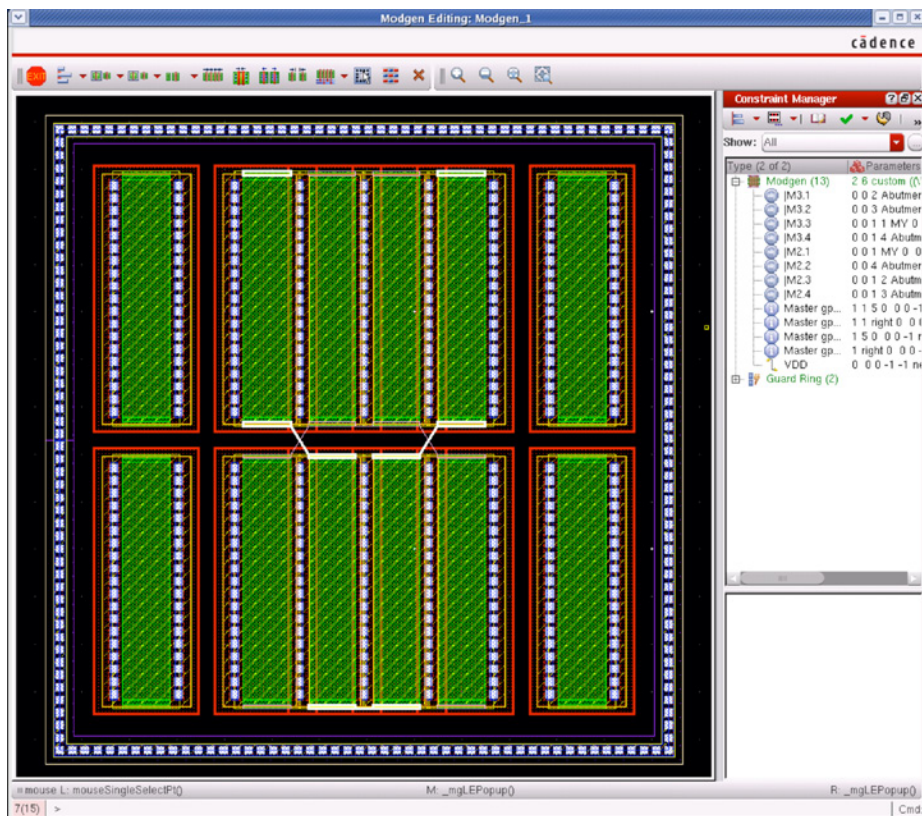 Modgen Editing: Modgen_1
cādence
EXIT
Constraint Manager
»
Show: All
Type (2 of 2) Parameters
Modgen (13) 2 6 custom ((\
|M3.1 0 0 2 Abutmer
|M3.2 0 0 3 Abutmer
|M3.3 0 0 1 1 MY 0
|M3.4 0 0 1 4 Abutm
|M2.1 0 0 1 MY 0 0
|M2.2 0 0 4 Abutmer
|M2.3 0 0 1 2 Abutm
|M2.4 0 0 1 3 Abutm
Master gp... 1 1 5 0 0 0 -1
Master gp... 1 1 right 0 0 0
Master gp... 1 5 0 0 0 -1 r
Master gp... 1 right 0 0 0 -
VDD 0 0 0 -1 -1 ne
Guard Ring (2)
mouse L: mouseSingleSelectPt() M: _mgLEPopup() R: _mgLEPopup()
7(15) > Cmd: